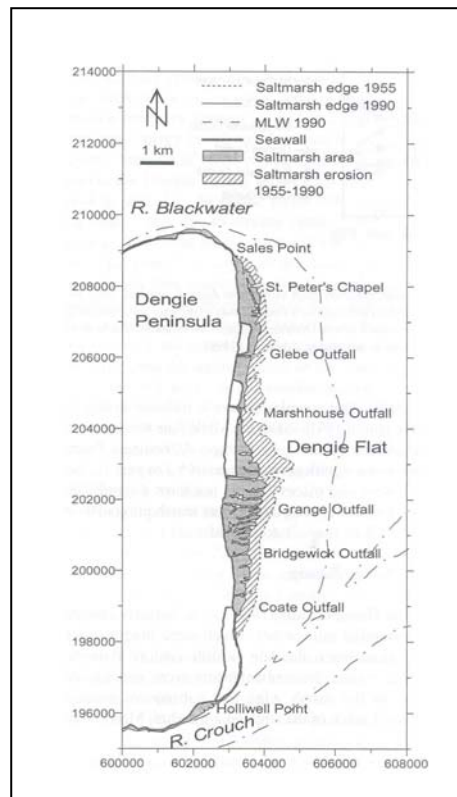 214000
212000
210000
208000
206000
204000
202000
200000
198000
196000
600000
602000
604000
606000
608000
N
1 km
Saltmarsh edge 1955
Saltmarsh edge 1990
MLW 1990
Seawall
Saltmarsh area
Saltmarsh erosion
1955-1990
R. Blackwater
Sales Point
St. Peter's Chapel
Dengie
Peninsula
Glebe Outfall
Marshhouse Outfall
Dengie Flat
Grange Outfall
Bridgewick Outfall
Coate Outfall
Holliwell Point
R. Crouch